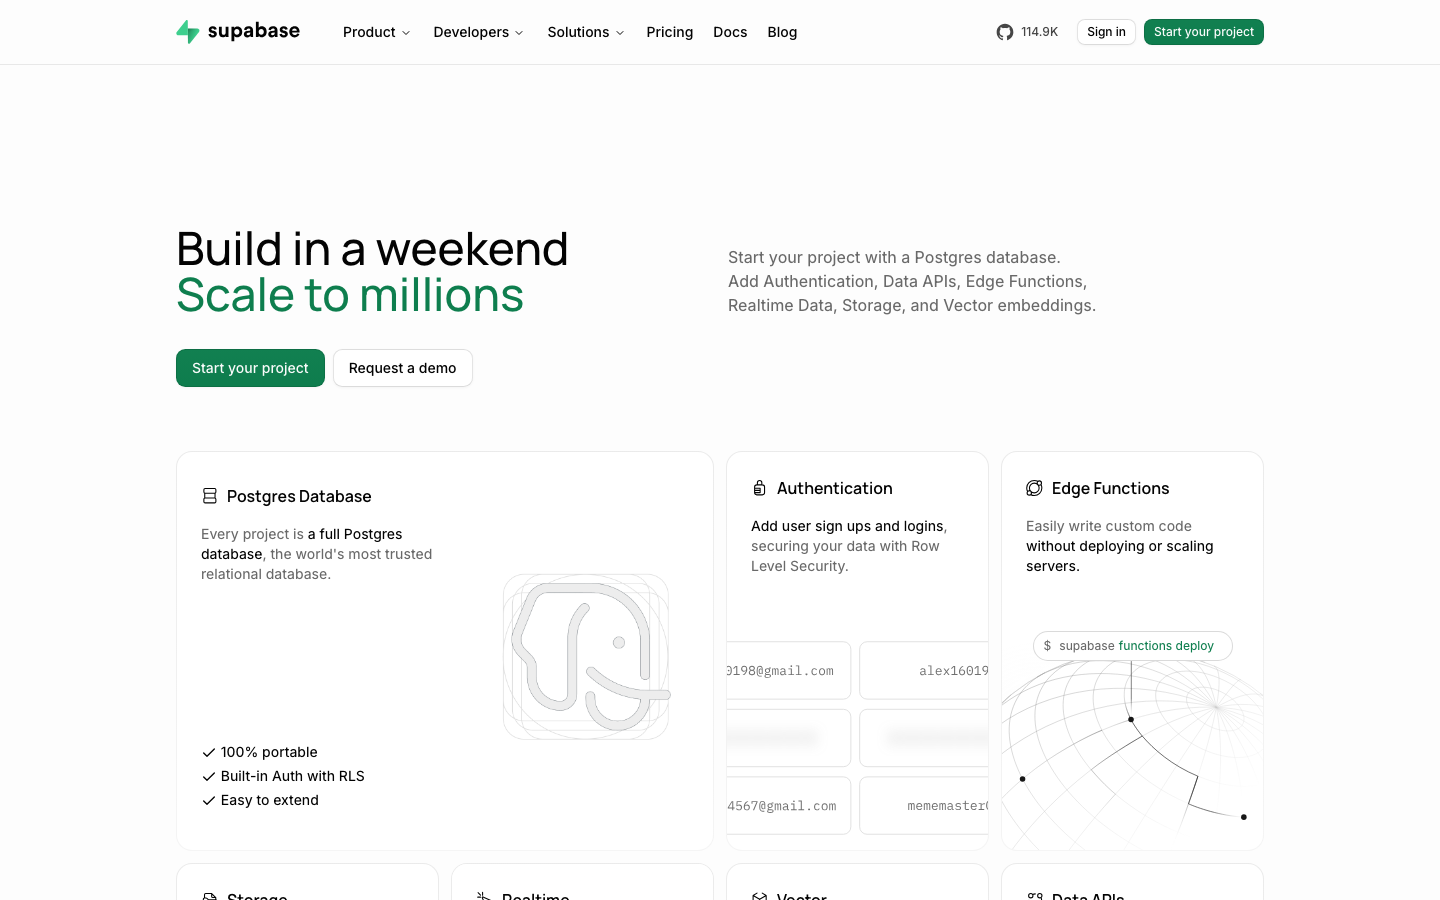 supabase
Product
Developers
Solutions
Pricing
Docs
Blog
114.9K
Sign in
Start your project
Build in a weekend
Scale to millions
Start your project with a Postgres database.
Add Authentication, Data APIs, Edge Functions,
Realtime Data, Storage, and Vector embeddings.
Start your project
Request a demo
Postgres Database
Every project is a full Postgres
database, the world's most trusted
relational database.
100% portable
Built-in Auth with RLS
Easy to extend
Authentication
Add user sign ups and logins,
securing your data with Row
Level Security.
0198@gmail.com
alex16019
4567@gmail.com
mememaster
Edge Functions
Easily write custom code
without deploying or scaling
servers.
$ supabase functions deploy
Storage
Realtime
Vector
Data APIs